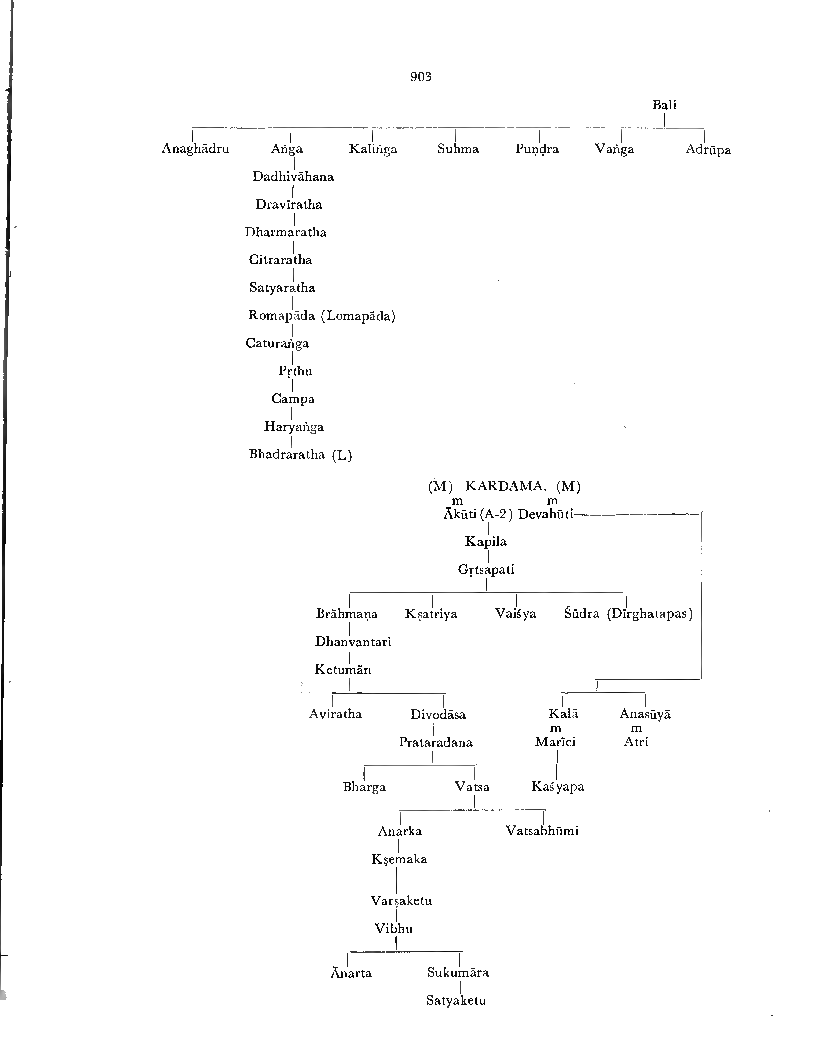 903
Bali
Anaghādru Aṅga Kaliṅga Suhma Puṇḍra Vaṅga Adrūpa
Dadhivāhana
Draviratha
Dharmaratha
Citraratha
Satyaratha
Romapāda (Lomapāda)
Caturaṅga
Pṛthu
Campa
Haryaṅga
Bhadraratha (L)
(M) KARDAMA. (M)
m m
Ākūti (A-2) Devahūti
Kapila
Gṛtsapati
Brāhmaṇa Kṣatriya Vaiśya Śūdra (Dīrghatapas)
Dhanvantari
Ketumān
Aviratha Divodāsa Kalā Anasūyā
m m
Prataradana Marīci Atri
Bharga Vatsa Kaśyapa
Anarka Vatsabhūmi
Kṣemaka
Varṣaketu
Vibhu
Ānarta Sukumāra
Satyaketu